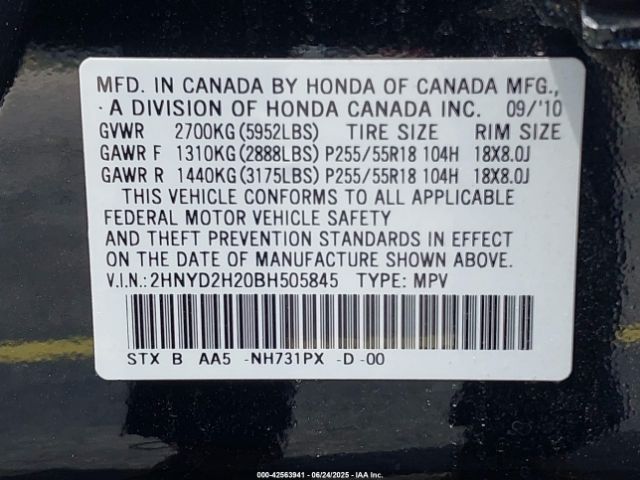 MFD. IN CANADA BY HONDA OF CANADA MFG.,
· A DIVISION OF HONDA CANADA INC. 09/'10
GVWR 2700KG(5952LBS) TIRE SIZE RIM SIZE
GAWR F 1310KG(2888LBS) P255/55R18 104H 18X8.0J
GAWR R 1440KG(3175LBS) P255/55R18 104H 18X8.0J
THIS VEHICLE CONFORMS TO ALL APPLICABLE
FEDERAL MOTOR VEHICLE SAFETY
AND THEFT PREVENTION STANDARDS IN EFFECT
ON THE DATE OF MANUFACTURE SHOWN ABOVE.
V.I.N.:2HNYD2H20BH505845 TYPE: MPV
STX B AA5 -NH731PX -D -00
000-42563941 - 06/24/2025 - IAA Inc.